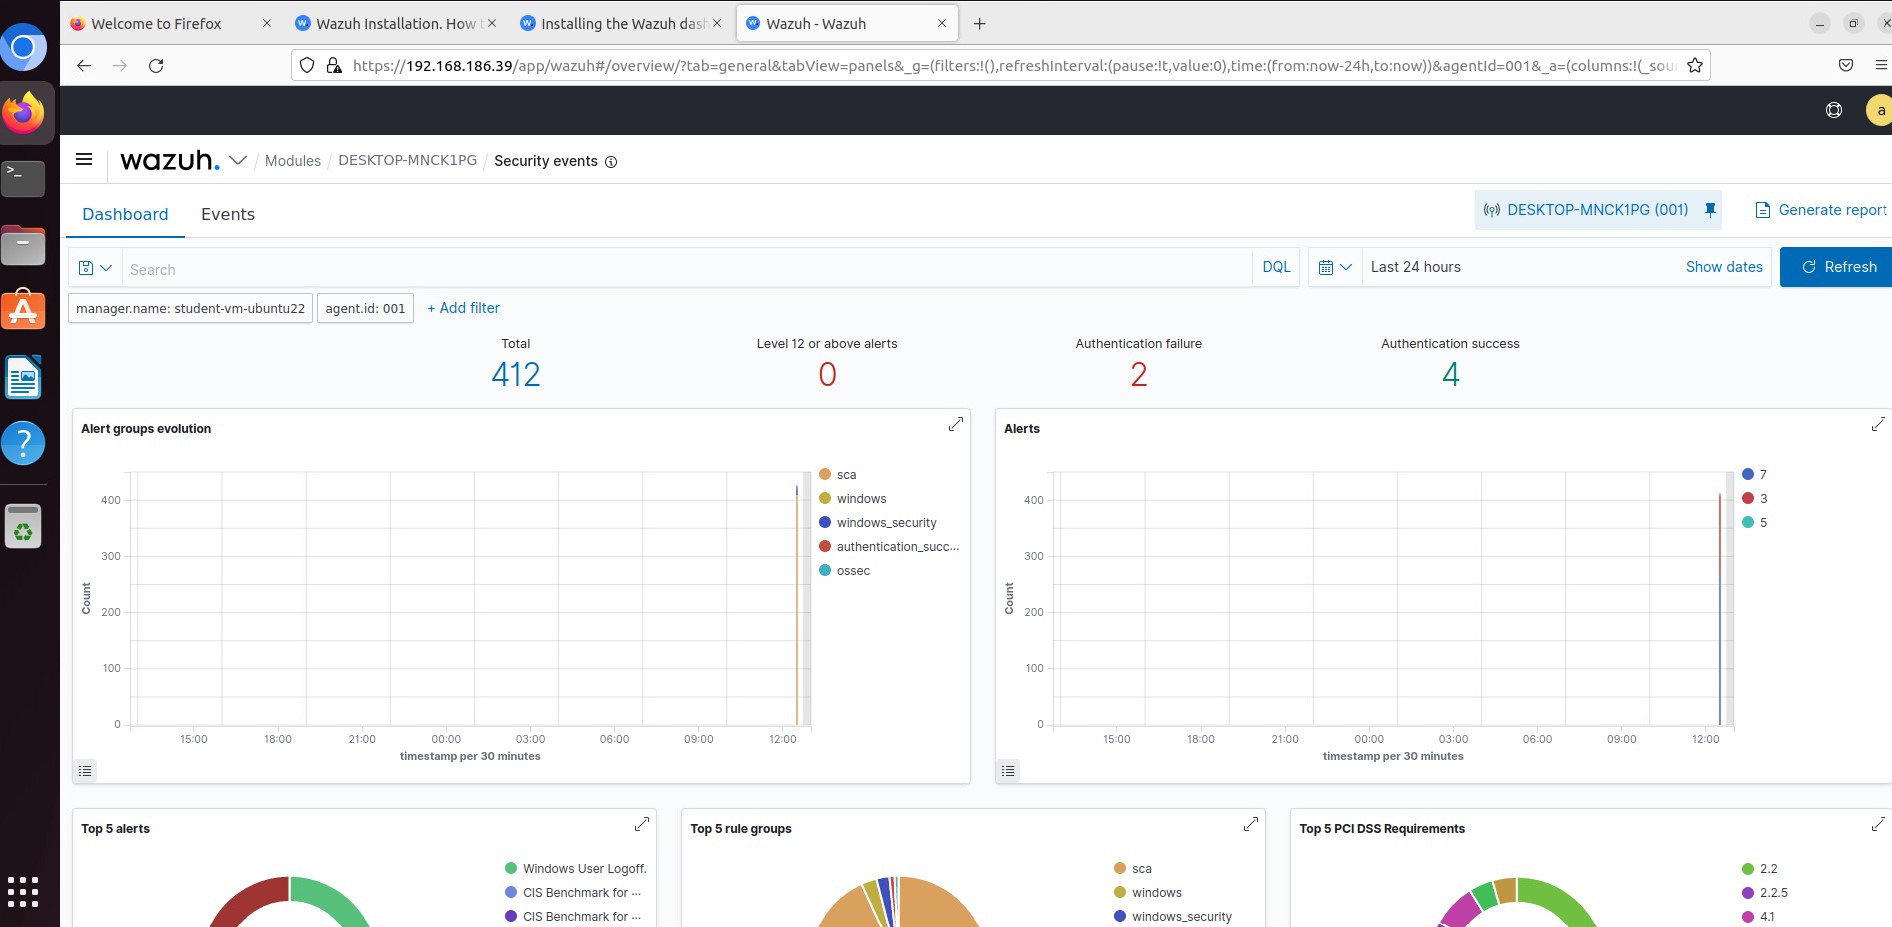 Welcome to Firefox
Wazuh Installation. How t
Installing the Wazuh dash
Wazuh - Wazuh
https://192.168.186.39/app/wazuh#/overview/?tab=general&tabView=panels&_g=(filters:!(),refreshInterval:(pause:!t,value:0),time:(from:now-24h,to:now))&agentId=001&_a=(columns:!(_sour
a
wazuh. / Modules / DESKTOP-MNCK1PG / Security events
Dashboard
Events
DESKTOP-MNCK1PG (001)
Generate report
Search
DQL
Last 24 hours
Show dates
Refresh
manager.name: student-vm-ubuntu22
agent.id: 001
+ Add filter
Total
412
Level 12 or above alerts
0
Authentication failure
2
Authentication success
4
Alert groups evolution
400
300
200
100
0
Count
15:00 18:00 21:00 00:00 03:00 06:00 09:00 12:00
timestamp per 30 minutes
sca
windows
windows_security
authentication_succ...
ossec
Alerts
400
300
200
100
0
Count
15:00 18:00 21:00 00:00 03:00 06:00 09:00 12:00
timestamp per 30 minutes
7
3
5
Top 5 alerts
Windows User Logoff.
CIS Benchmark for ...
CIS Benchmark for ...
Top 5 rule groups
sca
windows
windows_security
Top 5 PCI DSS Requirements
2.2
2.2.5
4.1